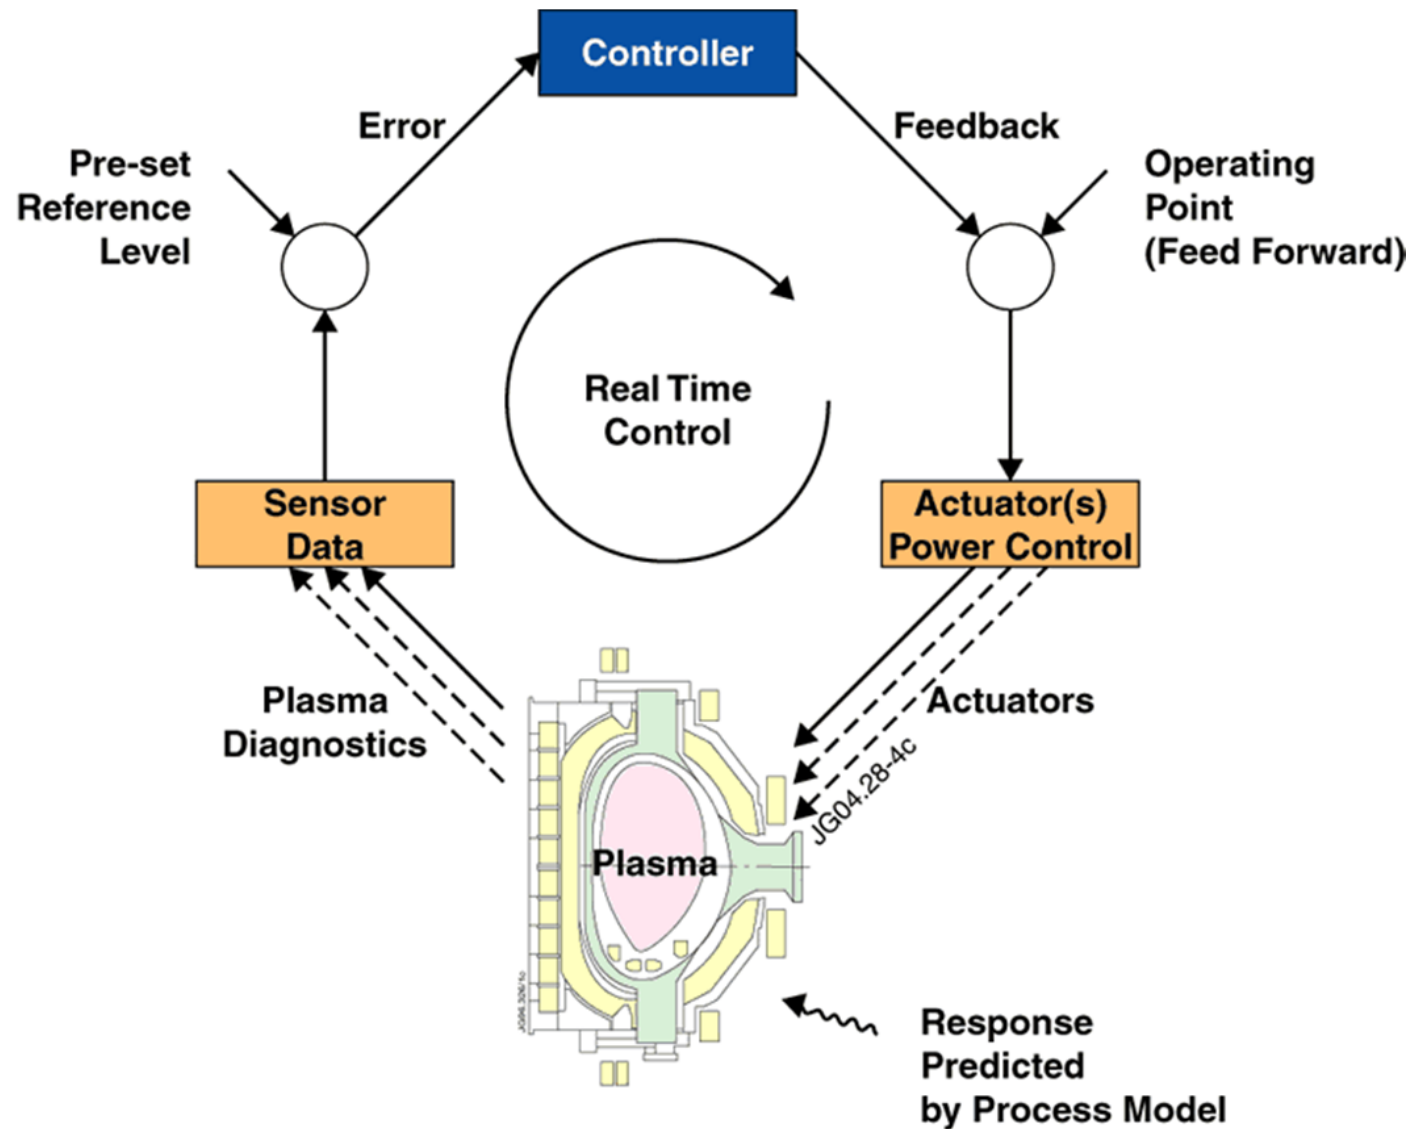 Controller
Error
Feedback
Pre-set
Reference
Level
Operating
Point
(Feed Forward)
Real Time
Control
Sensor
Data
Actuator(s)
Power Control
Plasma
Diagnostics
Actuators
JG04.28-4c
Plasma
Response
Predicted
by Process Model